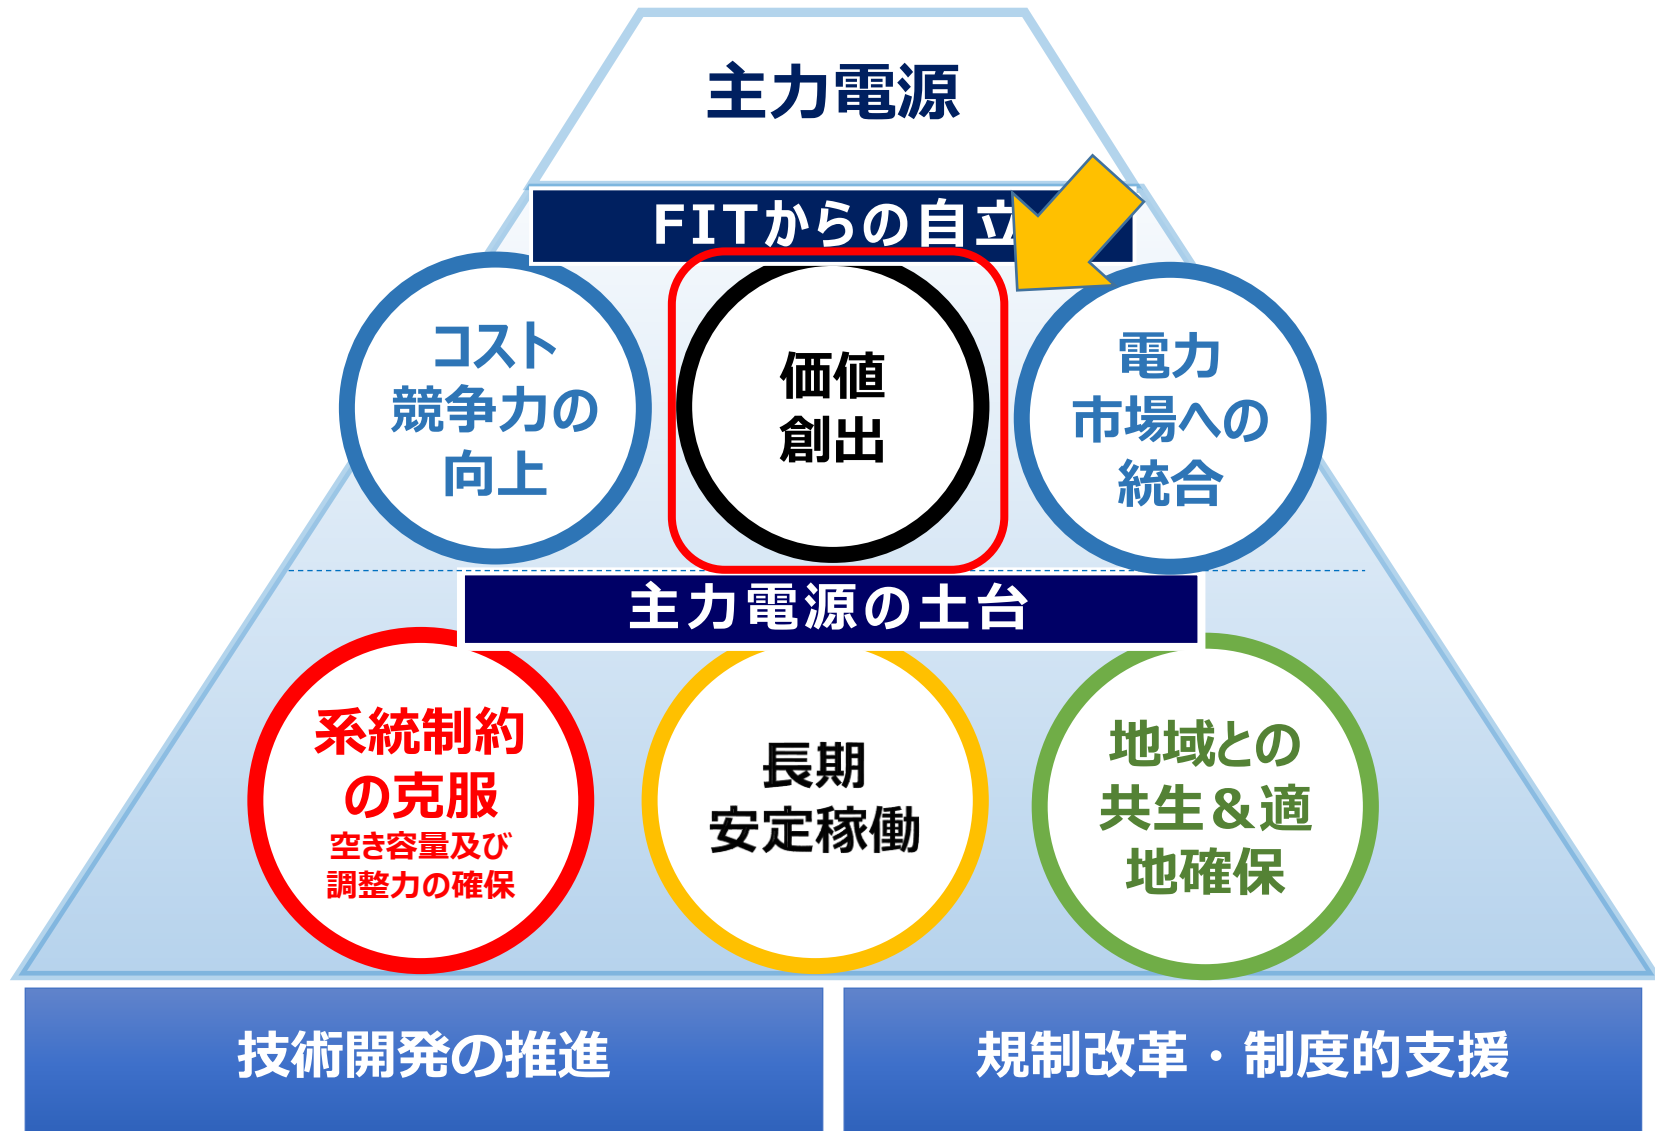 主力電源
FITからの自立
コスト
競争力の
向上
価値
創出
電力
市場への
統合
主力電源の土台
系統制約
の克服
空き容量及び
調整力の確保
長期
安定稼働
地域との
共生＆適
地確保
技術開発の推進
規制改革・制度的支援